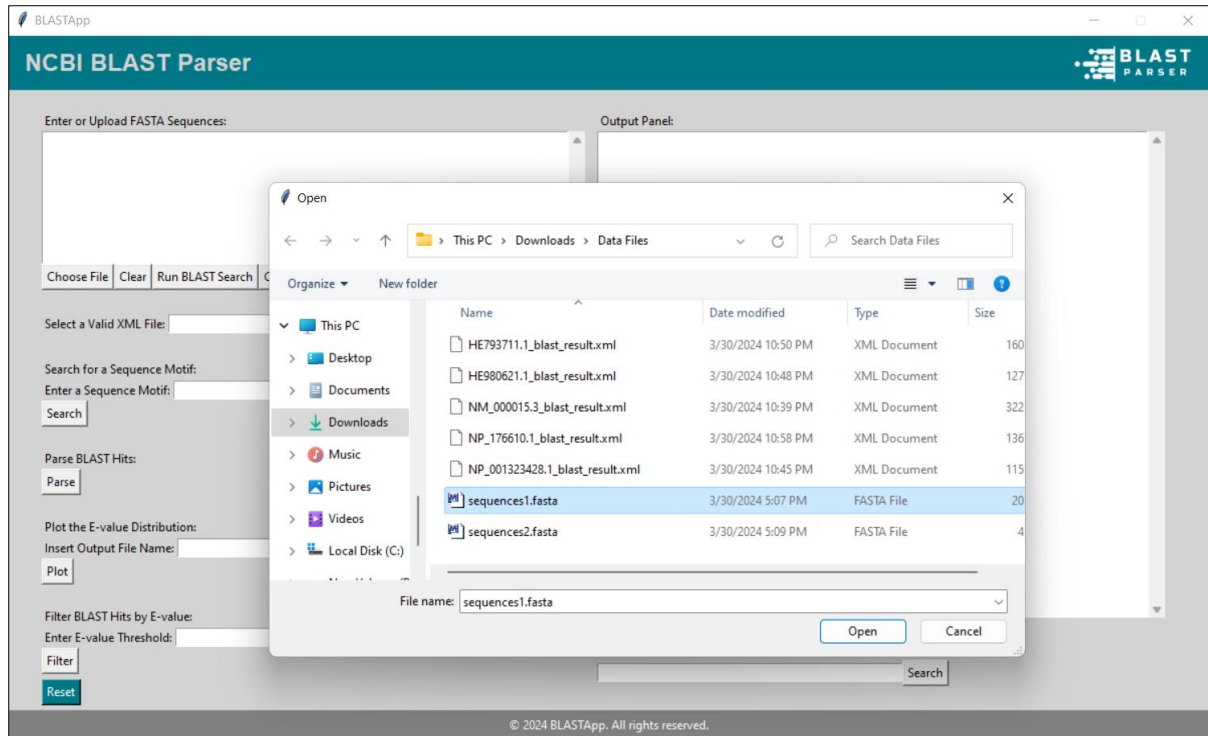 BLASTApp
NCBI BLAST Parser
BLAST
PARSER
Enter or Upload FASTA Sequences:
Output Panel:
Choose File Clear Run BLAST Search
Select a Valid XML File:
Search for a Sequence Motif:
Enter a Sequence Motif:
Search
Parse BLAST Hits:
Parse
Plot the E-value Distribution:
Insert Output File Name:
Plot
Filter BLAST Hits by E-value:
Enter E-value Threshold:
Filter
Reset
Open
This PC > Downloads > Data Files
Search Data Files
Organize New folder
This PC
Desktop
Documents
Downloads
Music
Pictures
Videos
Local Disk (C:)
Name Date modified Type Size
HE793711.1_blast_result.xml 3/30/2024 10:50 PM XML Document 160
HE980621.1_blast_result.xml 3/30/2024 10:48 PM XML Document 127
NM_000015.3_blast_result.xml 3/30/2024 10:39 PM XML Document 322
NP_176610.1_blast_result.xml 3/30/2024 10:58 PM XML Document 136
NP_001323428.1_blast_result.xml 3/30/2024 10:45 PM XML Document 115
sequences1.fasta 3/30/2024 5:07 PM FASTA File 20
sequences2.fasta 3/30/2024 5:09 PM FASTA File 4
File name: sequences1.fasta
Open Cancel
Search
© 2024 BLASTApp. All rights reserved.